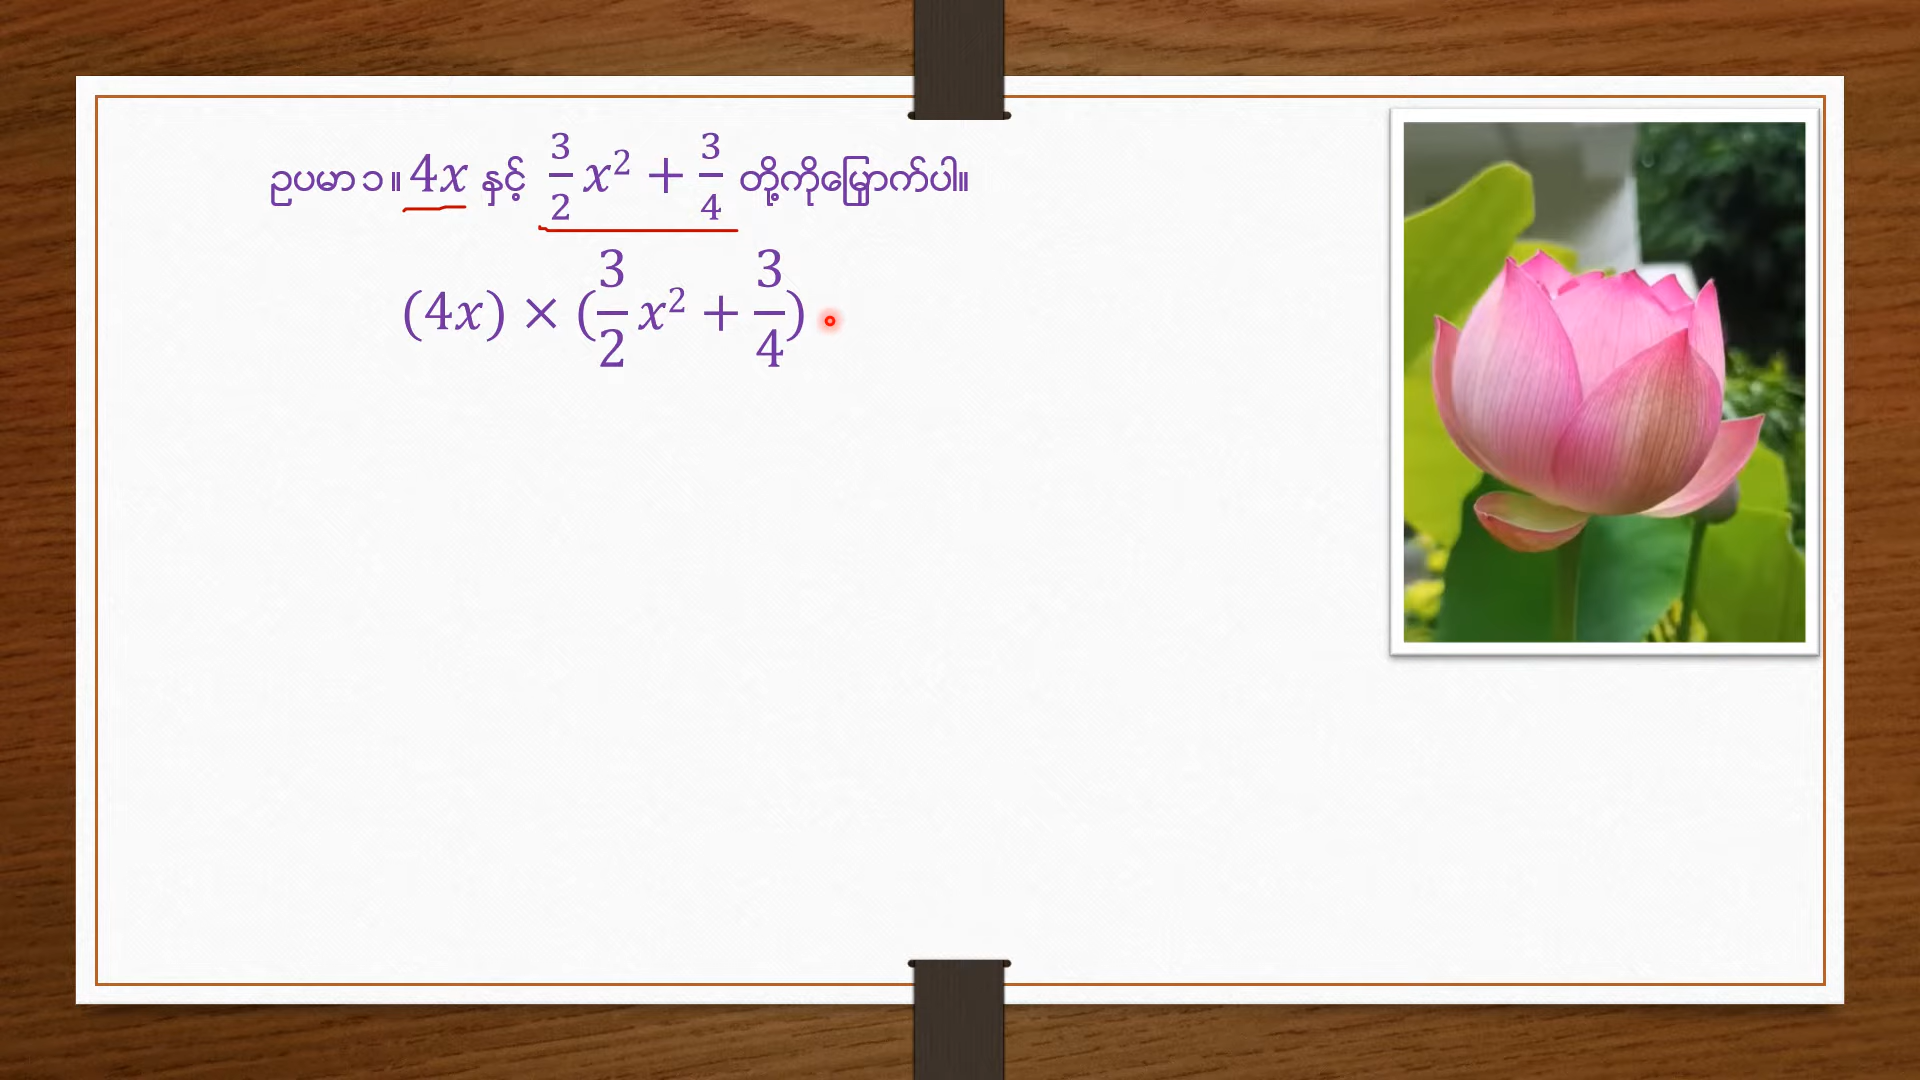 ဥပမာ ၁။ 4x နှင့် 3/2 x² + 3/4 တို့ကိုမြှောက်ပါ။
(4x) × (3/2 x² + 3/4)